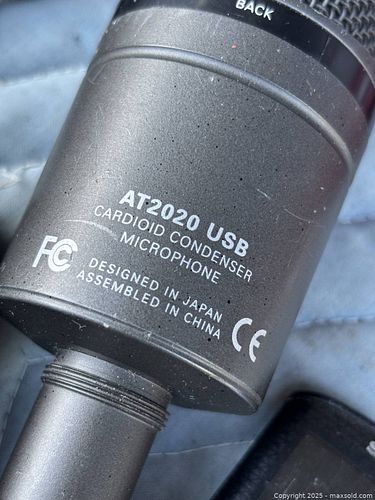 BACK
AT2020 USB
CARDIOID CONDENSER
MICROPHONE
FC
DESIGNED IN JAPAN
ASSEMBLED IN CHINA
CE
Copyright 2025 - maxsold.com